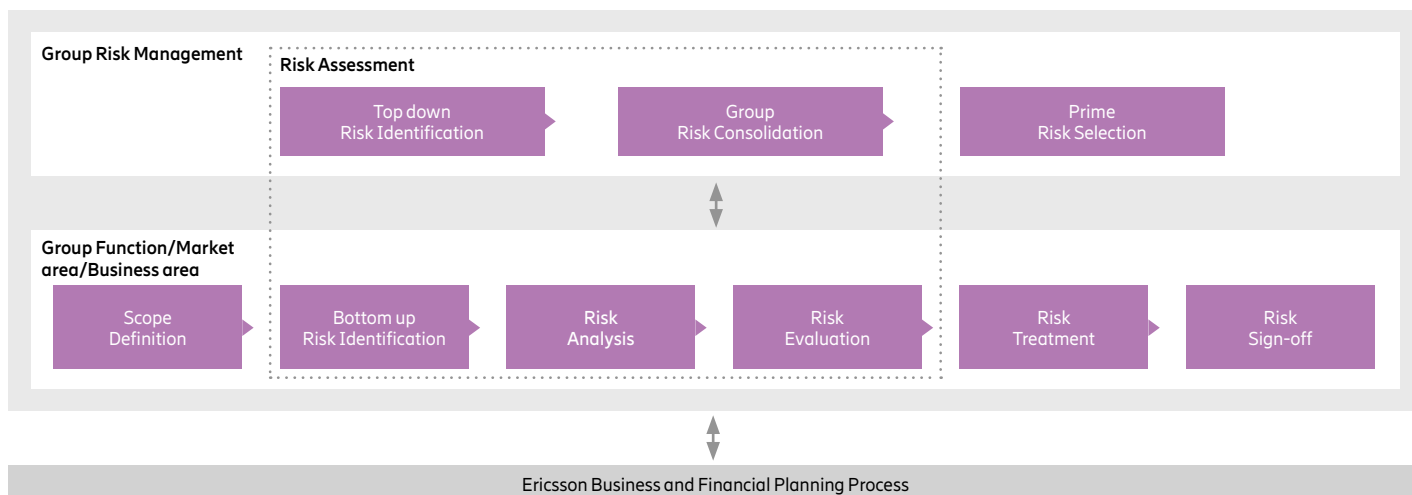 Group Risk Management
Risk Assessment
Top down
Risk Identification
Group
Risk Consolidation
Prime
Risk Selection
Group Function/Market
area/Business area
Scope
Definition
Bottom up
Risk Identification
Risk
Analysis
Risk
Evaluation
Risk
Treatment
Risk
Sign-off
Ericsson Business and Financial Planning Process